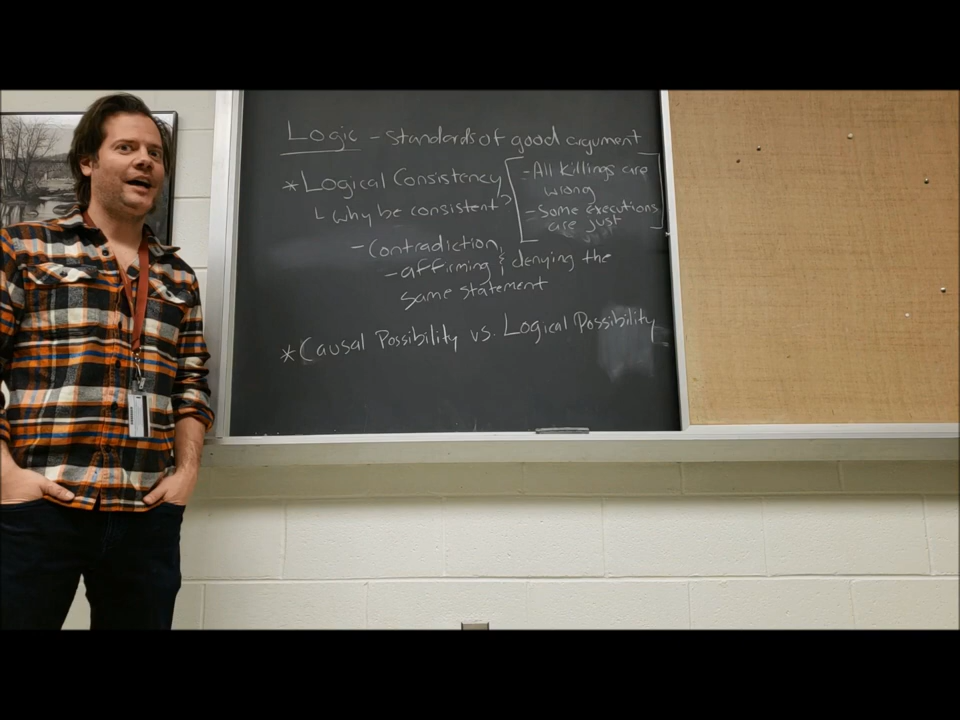 Logic - standards of good argument
* Logical Consistency
└ why be consistent?
- All Killings are
wrong
- Some executions
are just
- Contradiction
- affirming & denying the
same statement
* Causal Possibility vs. Logical Possibility